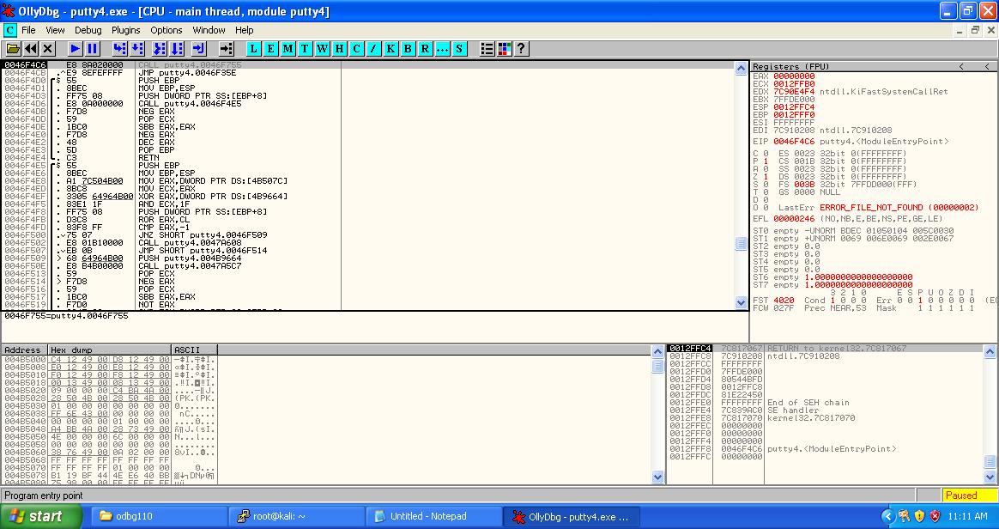 OllyDbg - putty4.exe - [CPU - main thread, module putty4]
C File View Debug Plugins Options Window Help
L E M T W H C / K B R ... S ?
0046F4C6 E8 8A020000 CALL putty4.0046F755
0046F4CB .^E9 8EFEFFFF JMP putty4.0046F35E
0046F4D0 $ 55 PUSH EBP
0046F4D1 . 8BEC MOV EBP,ESP
0046F4D3 . FF75 08 PUSH DWORD PTR SS:[EBP+8]
0046F4D6 . E8 0A000000 CALL putty4.0046F4E5
0046F4DB . F7D8 NEG EAX
0046F4DD . 59 POP ECX
0046F4DE . 1BC0 SBB EAX,EAX
0046F4E0 . F7D8 NEG EAX
0046F4E2 . 48 DEC EAX
0046F4E3 . 5D POP EBP
0046F4E4 . C3 RETN
0046F4E5 $ 55 PUSH EBP
0046F4E6 . 8BEC MOV EBP,ESP
0046F4E8 . A1 7C504B00 MOV EAX,DWORD PTR DS:[4B507C]
0046F4ED . 8BC8 MOV ECX,EAX
0046F4EF . 3305 64964B00 XOR EAX,DWORD PTR DS:[4B9664]
0046F4F5 . 83E1 1F AND ECX,1F
0046F4F8 . FF75 08 PUSH DWORD PTR SS:[EBP+8]
0046F4FB . D3C8 ROR EAX,CL
0046F4FD . 83F8 FF CMP EAX,-1
0046F500 .v75 07 JNZ SHORT putty4.0046F509
0046F502 . E8 01B10000 CALL putty4.0047A608
0046F507 .vEB 0B JMP SHORT putty4.0046F514
0046F509 > 68 64964B00 PUSH putty4.004B9664
0046F50E . E8 B4B00000 CALL putty4.0047A5C7
0046F513 . 59 POP ECX
0046F514 > F7D8 NEG EAX
0046F516 . 59 POP ECX
0046F517 . 1BC0 SBB EAX,EAX
0046F519 . F7D0 NOT EAX
0046F755=putty4.0046F755
Registers (FPU) < <
EAX 00000000
ECX 0012FFB0
EDX 7C90E4F4 ntdll.KiFastSystemCallRet
EBX 7FFDE000
ESP 0012FFC4
EBP 0012FFF0
ESI FFFFFFFF
EDI 7C910208 ntdll.7C910208
EIP 0046F4C6 putty4.<ModuleEntryPoint>
C 0 ES 0023 32bit 0(FFFFFFFF)
P 1 CS 001B 32bit 0(FFFFFFFF)
A 0 SS 0023 32bit 0(FFFFFFFF)
Z 1 DS 0023 32bit 0(FFFFFFFF)
S 0 FS 003B 32bit 7FFDD000(FFF)
T 0 GS 0000 NULL
D 0
O 0 LastErr ERROR_FILE_NOT_FOUND (00000002)
EFL 00000246 (NO,NB,E,BE,NS,PE,GE,LE)
ST0 empty -UNORM BDEC 01050104 005C0030
ST1 empty +UNORM 0069 006E0069 002E0067
ST2 empty 0.0
ST3 empty 0.0
ST4 empty 0.0
ST5 empty 0.0
ST6 empty 1.0000000000000000000
ST7 empty 1.0000000000000000000
3 2 1 0 E S P U O Z D I
FST 4020 Cond 1 0 0 0 Err 0 0 1 0 0 0 0 0 (EQ
FCW 027F Prec NEAR,53 Mask 1 1 1 1 1 1
Address Hex dump ASCII
004B5000 C4 12 49 00 D8 12 49 00
004B5008 E0 12 49 00 E8 12 49 00
004B5010 F0 12 49 00 F8 12 49 00
004B5018 00 13 49 00 08 13 49 00
004B5020 09 00 00 00 C4 BA 4A 00
004B5028 28 50 4B 00 28 50 4B 00 (PK.(PK.
004B5030 01 00 00 00 00 00 00 00
004B5038 FF 6E 43 00 00 00 00 00 nC.....
004B5040 00 00 00 00 01 00 00 00
004B5048 A4 BB 4A 00 28 73 49 00
004B5050 4E 00 00 00 6C 00 00 00 N...l...
004B5058 00 00 00 00 00 00 00 00 ........
004B5060 38 76 49 00 0A 02 00 00
004B5068 FF FF FF FF FF FF FF FF
004B5070 FF FF FF FF 01 00 00 00
004B5078 B1 19 BF 44 4E E6 40 BB
0012FFC4 7C817067 RETURN to kernel32.7C817067
0012FFC8 7C910208 ntdll.7C910208
0012FFCC FFFFFFFF
0012FFD0 7FFDE000
0012FFD4 80544BFD
0012FFD8 0012FFC8
0012FFDC 81E22450
0012FFE0 FFFFFFFF End of SEH chain
0012FFE4 7C839AC0 SE handler
0012FFE8 7C817070 kernel32.7C817070
0012FFEC 00000000
0012FFF0 00000000
0012FFF4 00000000
0012FFF8 0046F4C6 putty4.<ModuleEntryPoint>
0012FFFC 00000000
Program entry point Paused
start odbg110 root@kali: ~ Untitled - Notepad OllyDbg - putty4.exe ... 11:11 AM